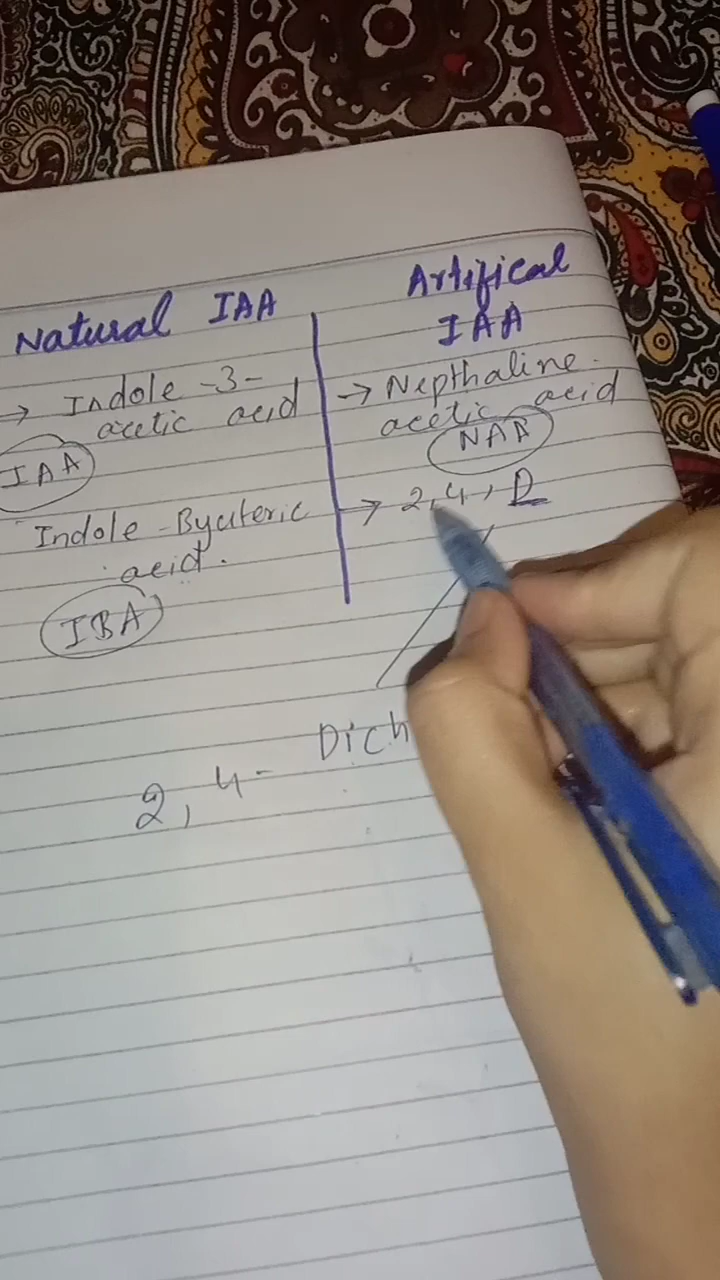 Natural IAA
→ Indole-3-
acetic acid
IAA
Indole-Byuteric
acid.
IBA
Artifical
IAA
→ Nepthaline
acetic acid
NAA
→ 2,4,D
2,4- Dich